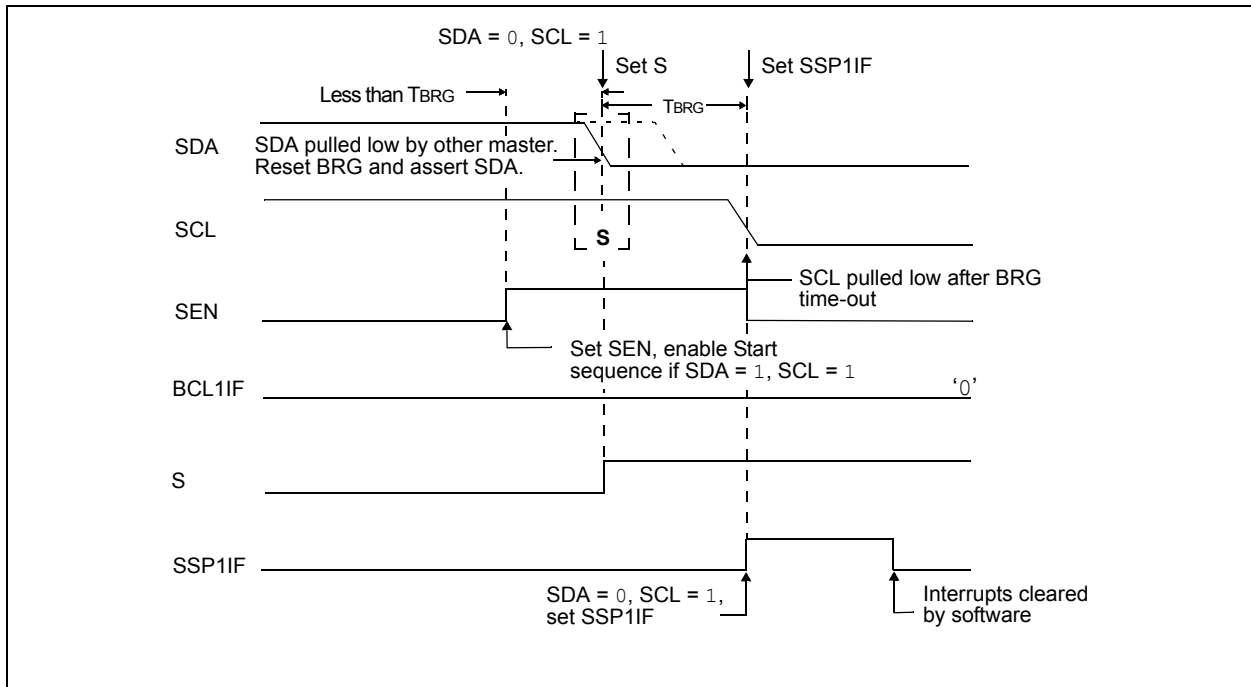 SDA = 0, SCL = 1
Set S
Set SSP1IF
Less than TBRG
TBRG
SDA
SDA pulled low by other master.
Reset BRG and assert SDA.
SCL
S
SCL pulled low after BRG
time-out
SEN
Set SEN, enable Start
sequence if SDA = 1, SCL = 1
BCL1IF
‘0’
S
SSP1IF
SDA = 0, SCL = 1,
set SSP1IF
Interrupts cleared
by software